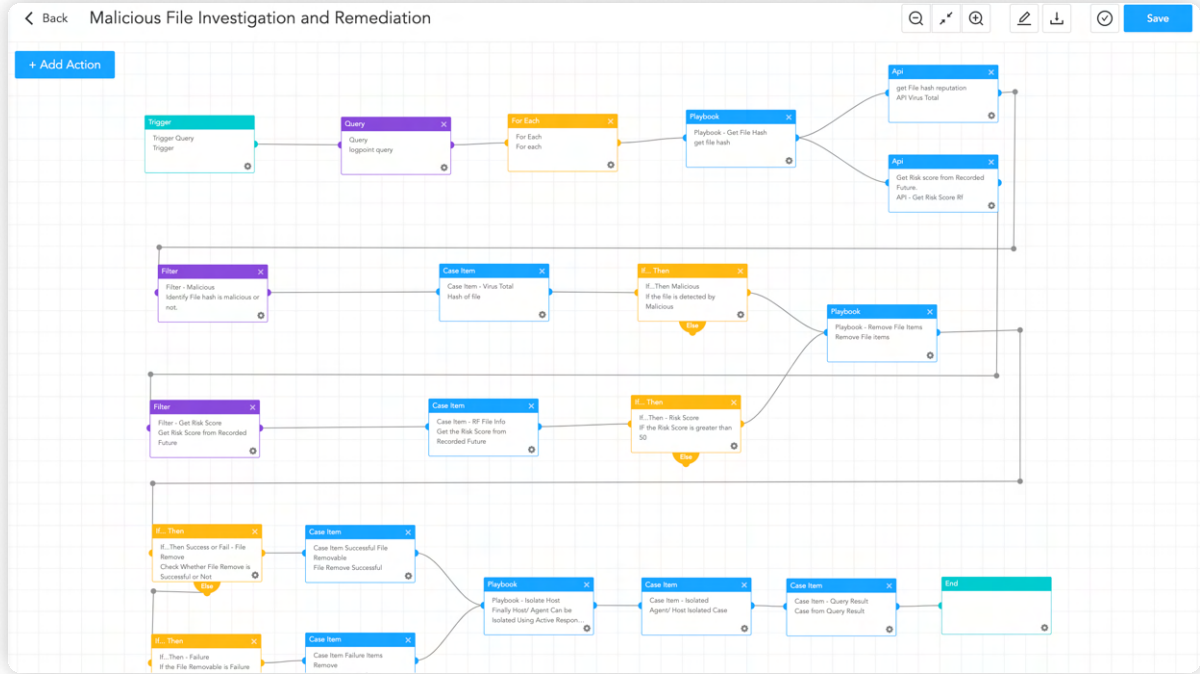 Back
Malicious File Investigation and Remediation
Save
+ Add Action
Trigger
Trigger Query
Trigger
Query
Query
logpoint query
For Each
For Each
For each
Playbook
Playbook - Get File Hash
get file hash
Api
get File hash reputation
API Virus Total
Api
Get Risk score from Recorded
Future.
API - Get Risk Score Rf
Filter
Filter - Malicious
Identify File hash is malicious or
not.
Case Item
Case Item - Virus Total
Hash of file
If... Then
If...Then Malicious
If the file is detected by
Malicious
Else
Playbook
Playbook - Remove File Items
Remove File items
Filter
Filter - Get Risk Score
Get Risk Score from Recorded
Future
Case Item
Case Item - RF File Info
Get the Risk Score from
Recorded Future
If... Then
If...Then - Risk Score
IF the Risk Score is greater than
50
Else
If... Then
If...Then Success or Fail - File
Remove
Check Whether File Remove is
Successful or Not
Else
Case Item
Case Item Successful File
Removable
File Remove Successful
Playbook
Playbook - Isolate Host
Finally Host/ Agent Can be
Isolated Using Active Respon...
Case Item
Case Item - Isolated
Agent/ Host Isolated Case
Case Item
Case Item - Query Result
Case from Query Result
End
If... Then
If...Then - Failure
If the File Removable is Failure
Case Item
Case Item Failure Items
Remove